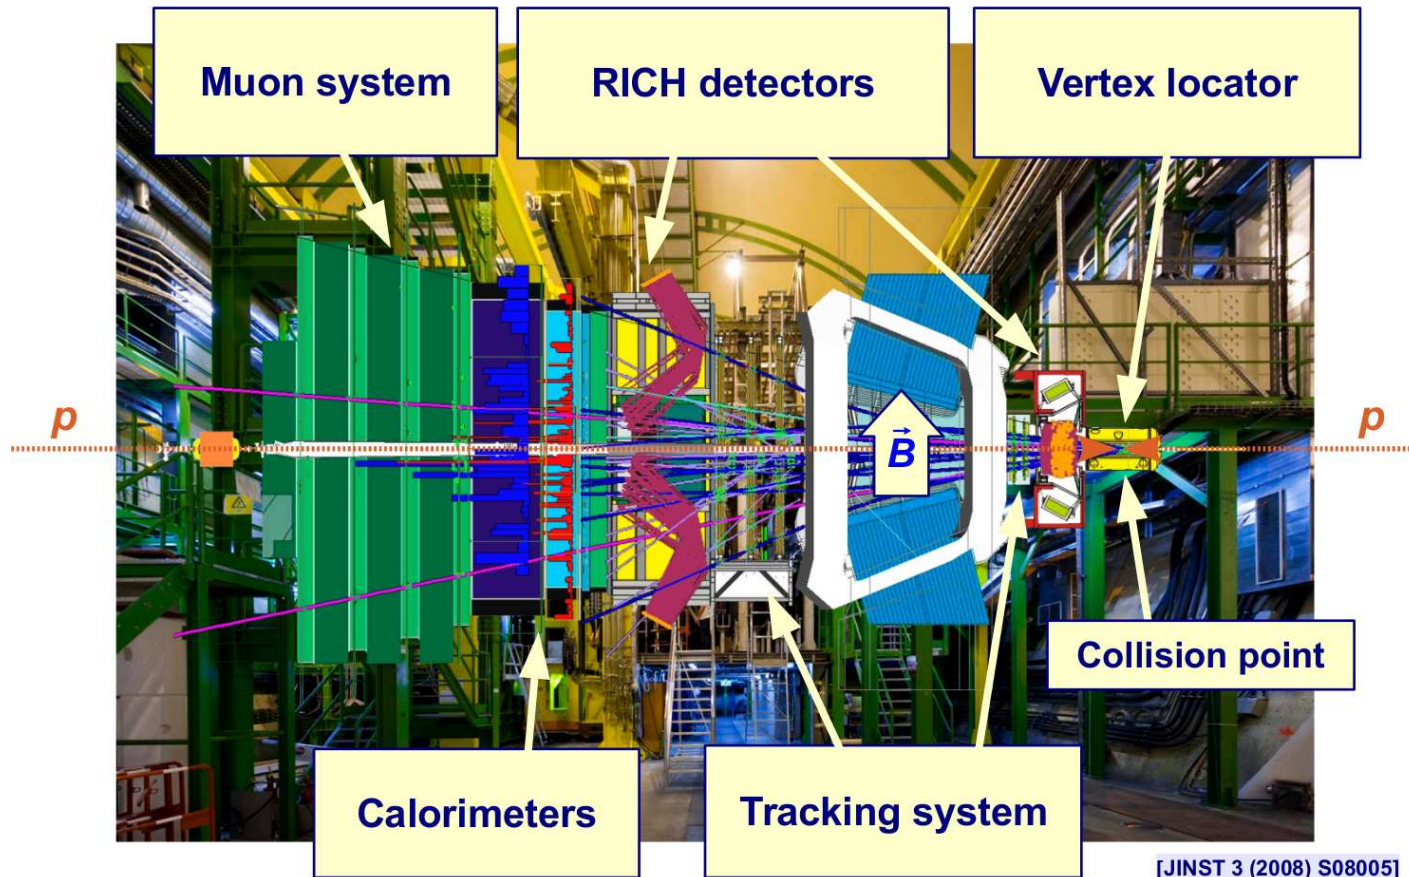 Muon system
RICH detectors
Vertex locator
p
p
B
Collision point
Calorimeters
Tracking system
[JINST 3 (2008) S08005]